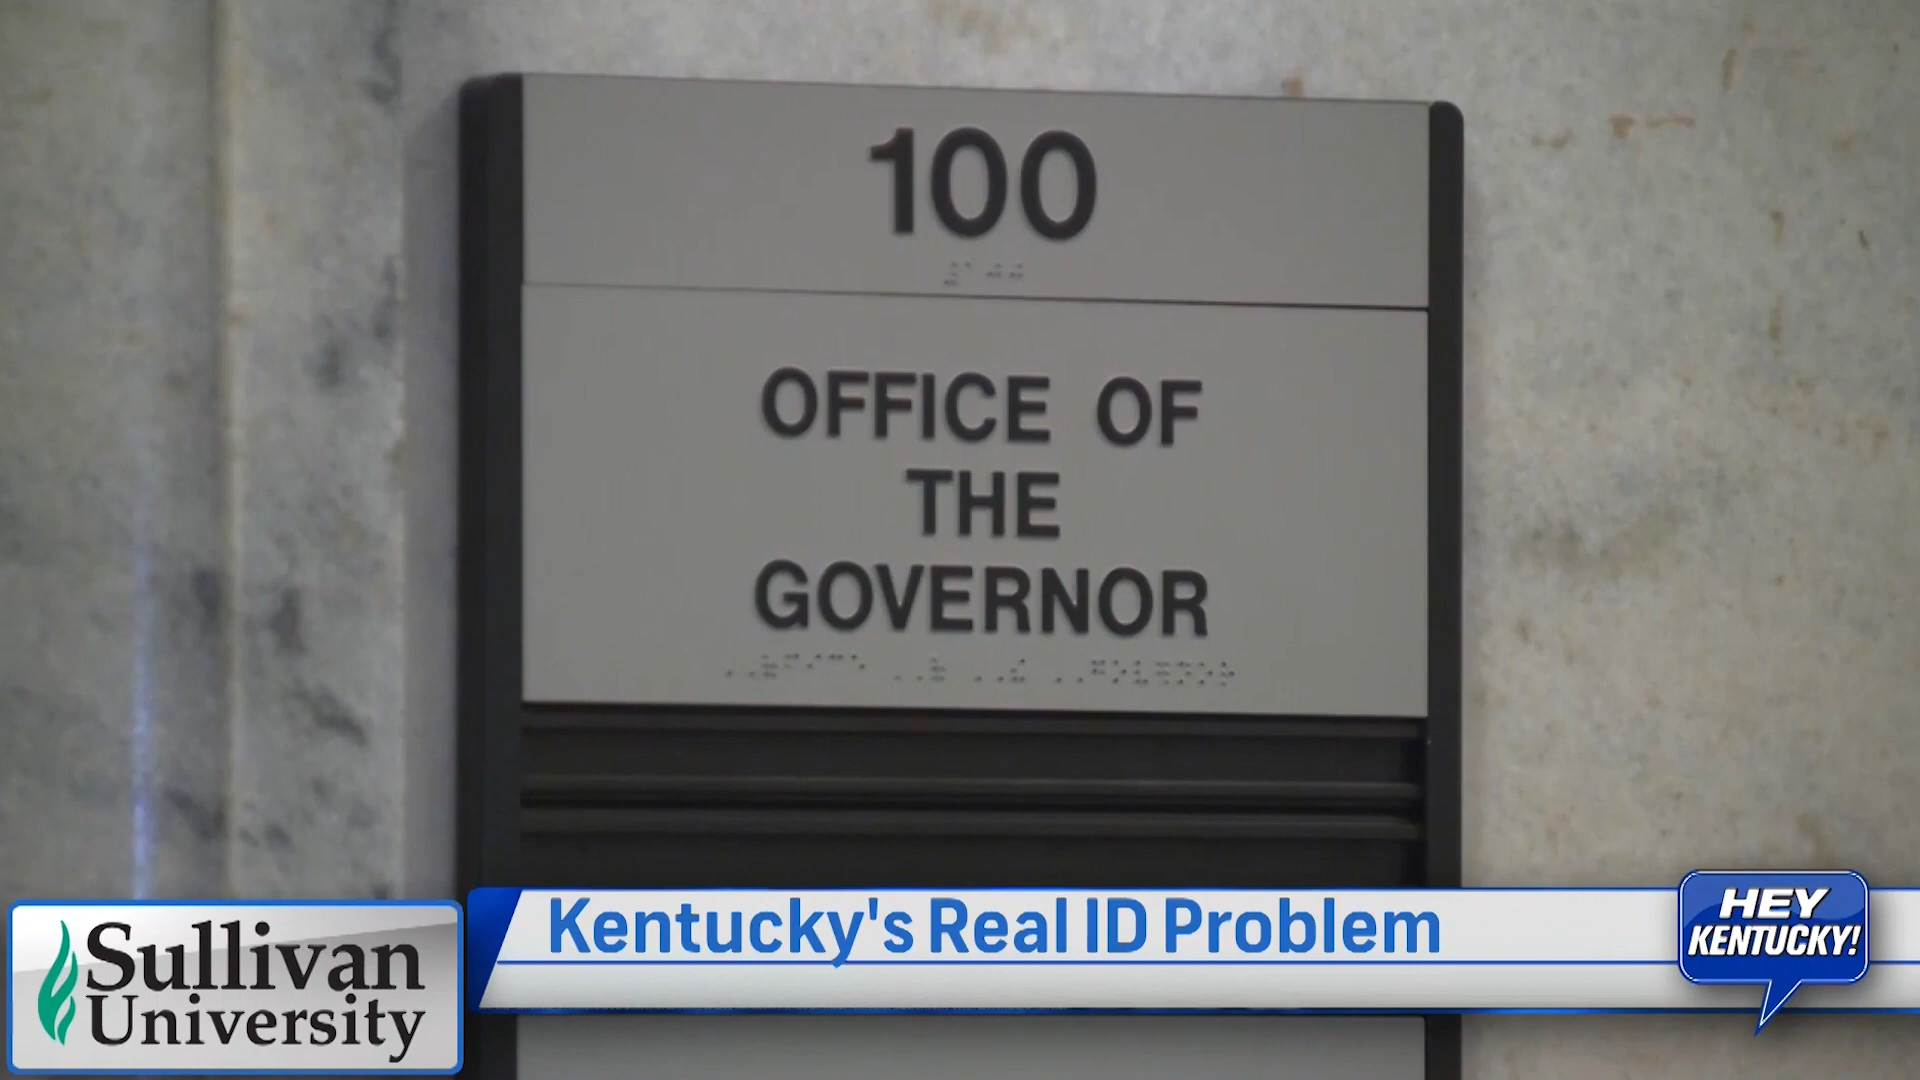 100
OFFICE OF
THE
GOVERNOR
Kentucky's Real ID Problem
HEY
KENTUCKY!
Sullivan
University